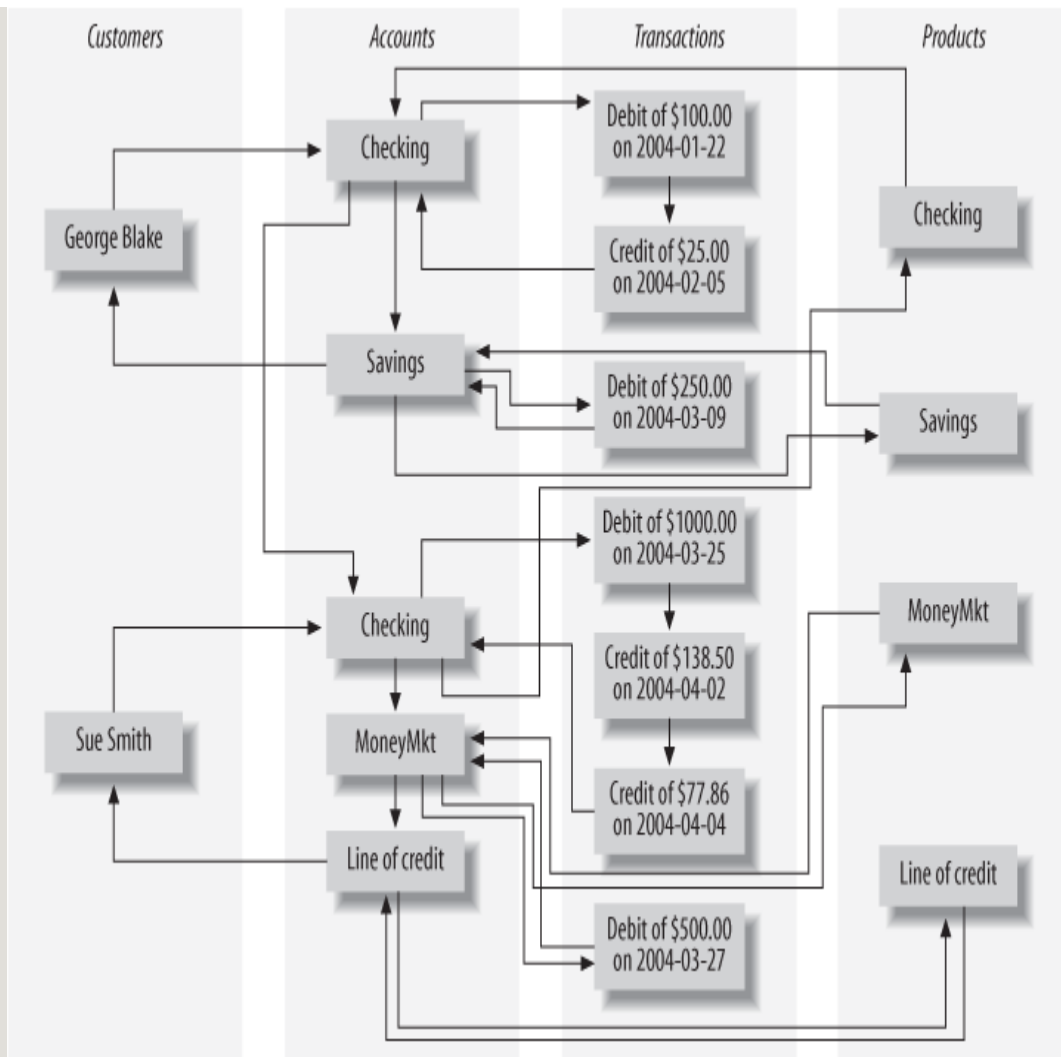 Customers
Accounts
Transactions
Products
Checking
Debit of $100.00
on 2004-01-22
Checking
George Blake
Credit of $25.00
on 2004-02-05
Savings
Debit of $250.00
on 2004-03-09
Savings
Debit of $1000.00
on 2004-03-25
Checking
MoneyMkt
Credit of $138.50
on 2004-04-02
Sue Smith
MoneyMkt
Credit of $77.86
on 2004-04-04
Line of credit
Line of credit
Debit of $500.00
on 2004-03-27